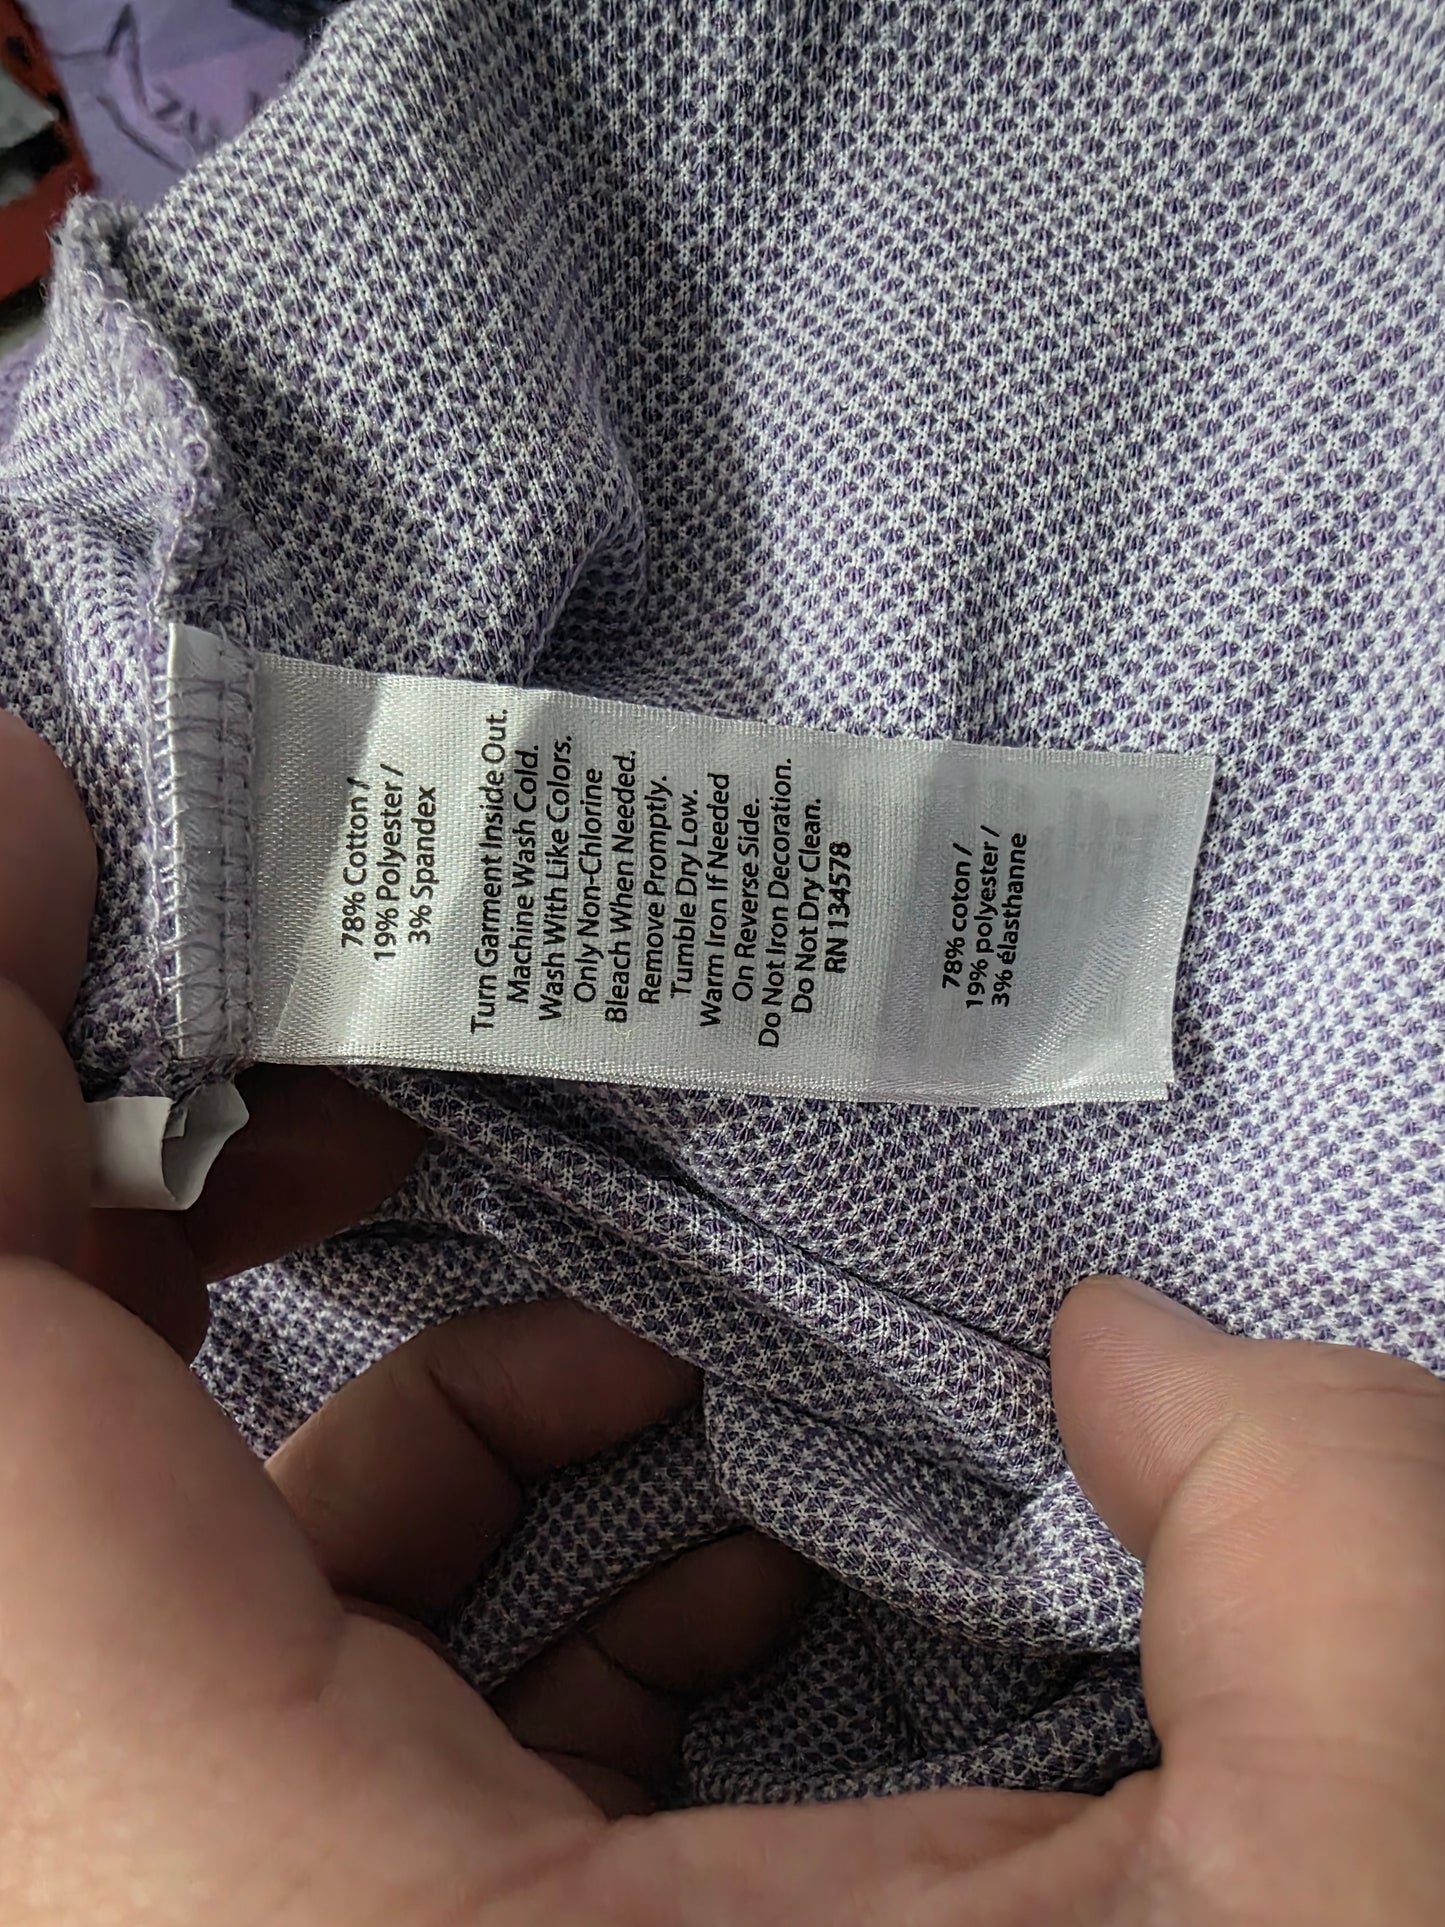 78% Cotton /
19% Polyester /
3% Spandex
Turn Garment Inside Out.
Machine Wash Cold.
Wash With Like Colors.
Only Non-Chlorine
Bleach When Needed.
Remove Promptly.
Tumble Dry Low.
Warm Iron If Needed
On Reverse Side.
Do Not Iron Decoration.
Do Not Dry Clean.
RN 134578
78% coton /
19% polyester /
3% élasthanne